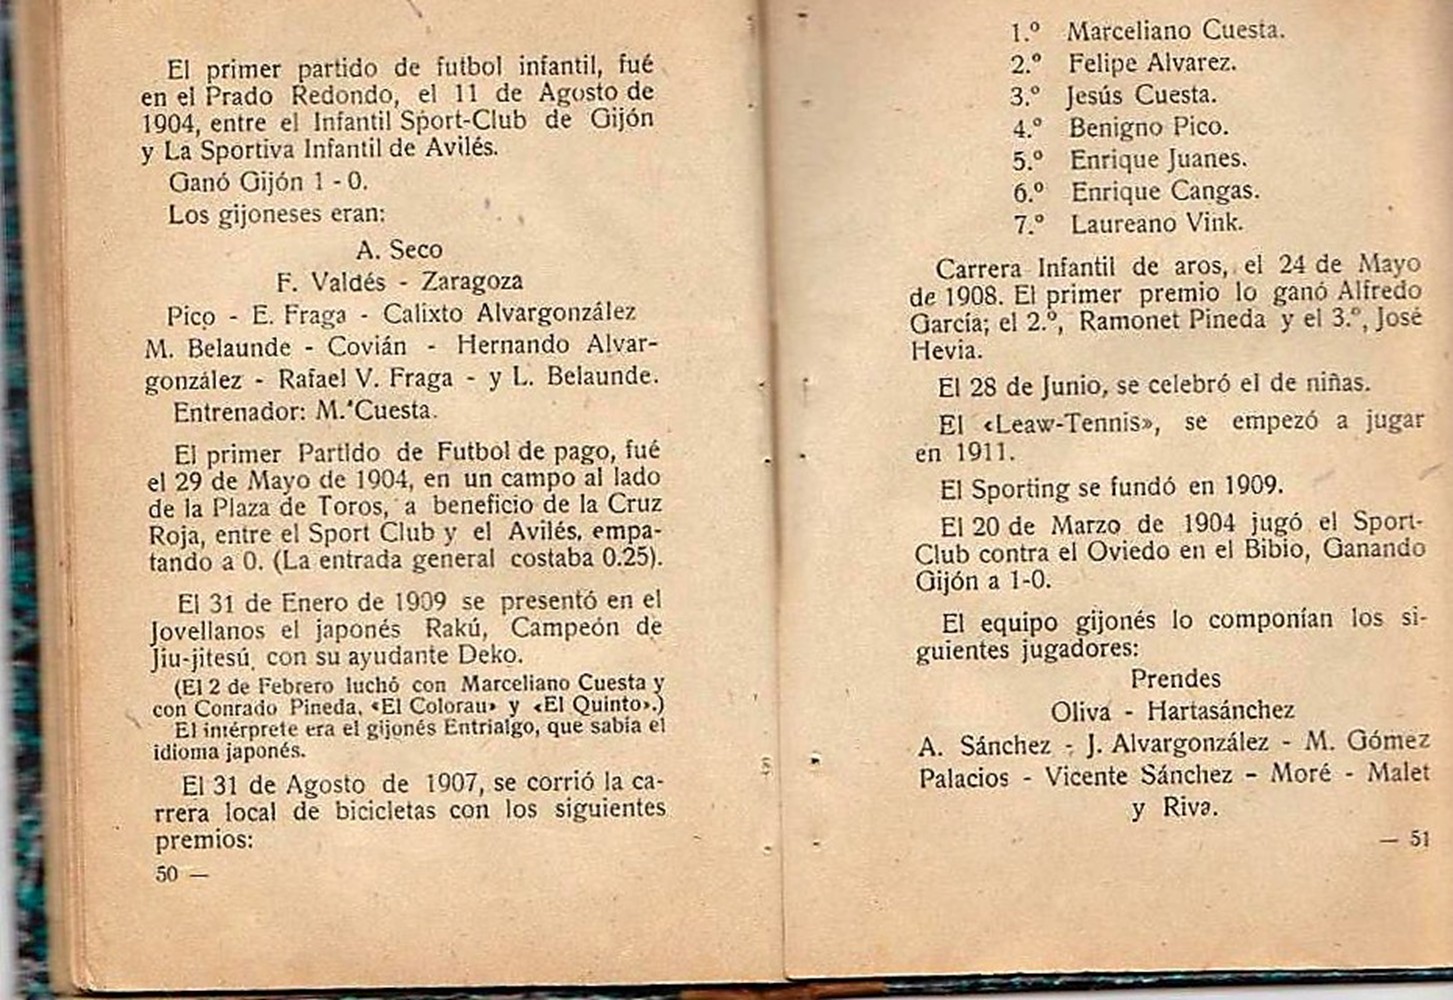 El primer partido de futbol infantil, fué
en el Prado Redondo, el 11 de Agosto de
1904, entre el Infantil Sport-Club de Gijón
y La Sportiva Infantil de Avilés.
Ganó Gijón 1 - 0.
Los gijoneses eran:
A. Seco
F. Valdés - Zaragoza
Pico - E. Fraga - Calixto Alvargonzález
M. Belaunde - Covián - Hernando Alvar-
gonzález - Rafael V. Fraga - y L. Belaunde.
Entrenador: M. Cuesta.
El primer Partido de Futbol de pago, fué
el 29 de Mayo de 1904, en un campo al lado
de la Plaza de Toros, a beneficio de la Cruz
Roja, entre el Sport Club y el Avilés, empa-
tando a 0. (La entrada general costaba 0.25).
El 31 de Enero de 1909 se presentó en el
Jovellanos el japonés Rakú, Campeón de
Jiu-jitesú, con su ayudante Deko.
(El 2 de Febrero luchó con Marceliano Cuesta y
con Conrado Pineda, «El Colorau» y «El Quinto».)
El intérprete era el gijonés Entrialgo, que sabía el
idioma japonés.
El 31 de Agosto de 1907, se corrió la ca-
rrera local de bicicletas con los siguientes
premios:
50 —
1.º Marceliano Cuesta.
2.º Felipe Alvarez.
3.º Jesús Cuesta.
4.º Benigno Pico.
5.º Enrique Juanes.
6.º Enrique Cangas.
7.º Laureano Vink.
Carrera Infantil de aros, el 24 de Mayo
de 1908. El primer premio lo ganó Alfredo
García; el 2.º, Ramonet Pineda y el 3.º, José
Hevia.
El 28 de Junio, se celebró el de niñas.
El «Leaw-Tennis», se empezó a jugar
en 1911.
El Sporting se fundó en 1909.
El 20 de Marzo de 1904 jugó el Sport-
Club contra el Oviedo en el Bibio, Ganando
Gijón a 1-0.
El equipo gijonés lo componían los si-
guientes jugadores:
Prendes
Oliva - Hartasánchez
A. Sánchez - J. Alvargonzález - M. Gómez
Palacios - Vicente Sánchez - Moré - Malet
y Riva.
— 51